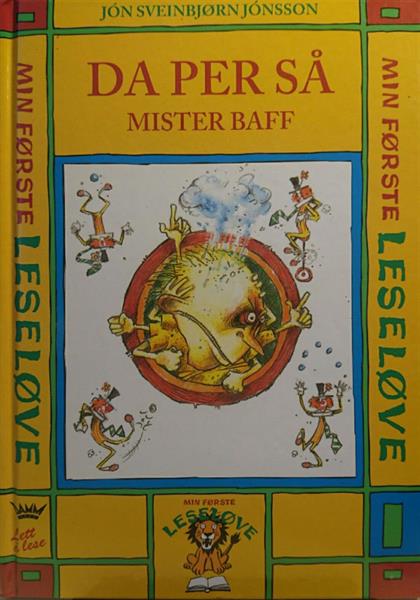 JÓN SVEINBJØRN JÓNSSON
DA PER SÅ
MISTER BAFF
MIN FØRSTE LESELØVE
MIN FØRSTE LESELØVE
Lett
å lese
MIN FØRSTE
LESELØVE